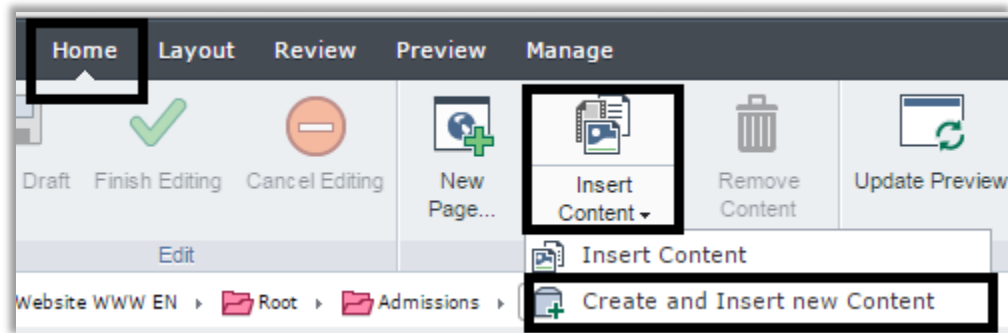 Home Layout Review Preview Manage
Draft Finish Editing Cancel Editing New Page... Insert Content Remove Content Update Preview
Edit
Insert Content
Website WWW EN Root Admissions
Create and Insert new Content